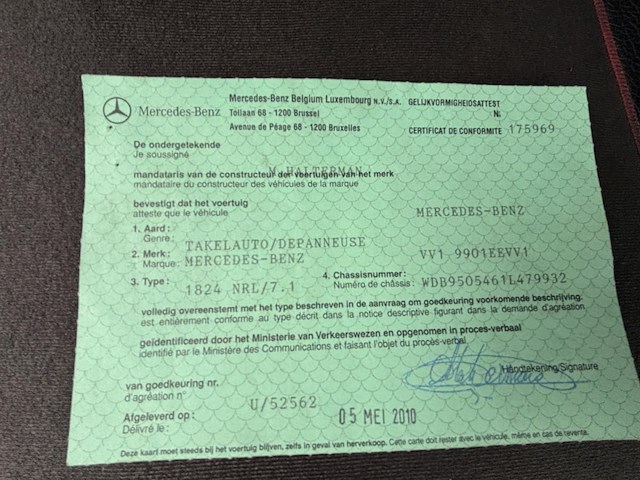 Mercedes-Benz
Mercedes-Benz Belgium Luxembourg N.V./S.A.
Tollaan 68 - 1200 Brussel
Avenue de Péage 68 - 1200 Bruxelles
GELIJKVORMIGHEIDSATTEST
№
CERTIFICAT DE CONFORMITE 175969
De ondergetekende
Je soussigné
M. HALTERMAN
mandataris van de constructeur der voertuigen van het merk
mandataire du constructeur des véhicules de la marque
bevestigt dat het voertuig
atteste que le véhicule
MERCEDES-BENZ
1. Aard :
Genre : TAKELAUTO/DEPANNEUSE
2. Merk :
Marque : MERCEDES-BENZ
VV1 9901EEVV1
3. Type : 1824 NRL/7.1
4. Chassisnummer :
Numéro de châssis : WDB9505461L479932
volledig overeenstemt met het type beschreven in de aanvraag om goedkeuring voorkomende beschrijving.
est entièrement conforme au type décrit dans la notice descriptive figurant dans la demande d'agréation
geïdentificeerd door het Ministerie van Verkeerswezen en opgenomen in proces-verbaal
identifié par le Ministère des Communications et faisant l'objet du procès-verbal
Handtekening/Signature
van goedkeuring nr.
d'agréation n° U/52562
Afgeleverd op :
Délivré le : 05 MEI 2010
Deze kaart moet steeds bij het voertuig blijven, zelfs in geval van herverkoop. Cette carte doit rester avec le véhicule, même en cas de revente.